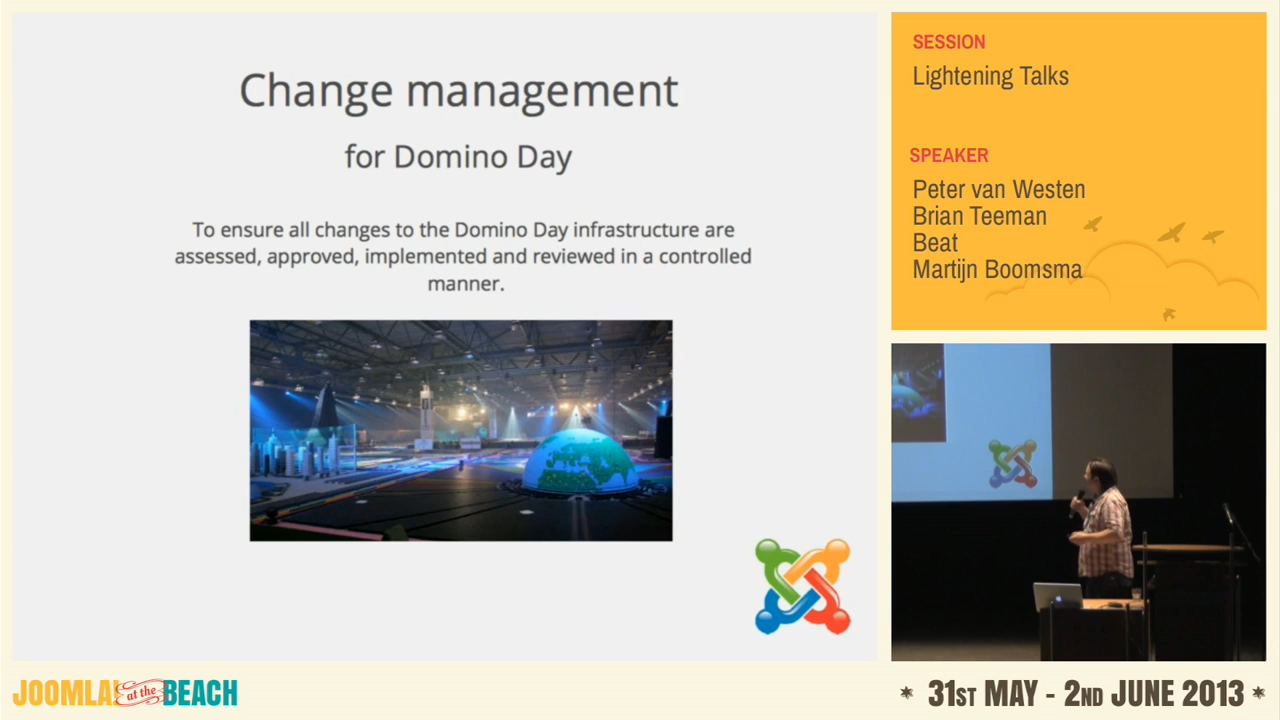 Change management
for Domino Day
To ensure all changes to the Domino Day infrastructure are
assessed, approved, implemented and reviewed in a controlled
manner.
SESSION
Lightening Talks
SPEAKER
Peter van Westen
Brian Teeman
Beat
Martijn Boomsma
JOOMLA! at the BEACH
* 31ST MAY - 2ND JUNE 2013 *